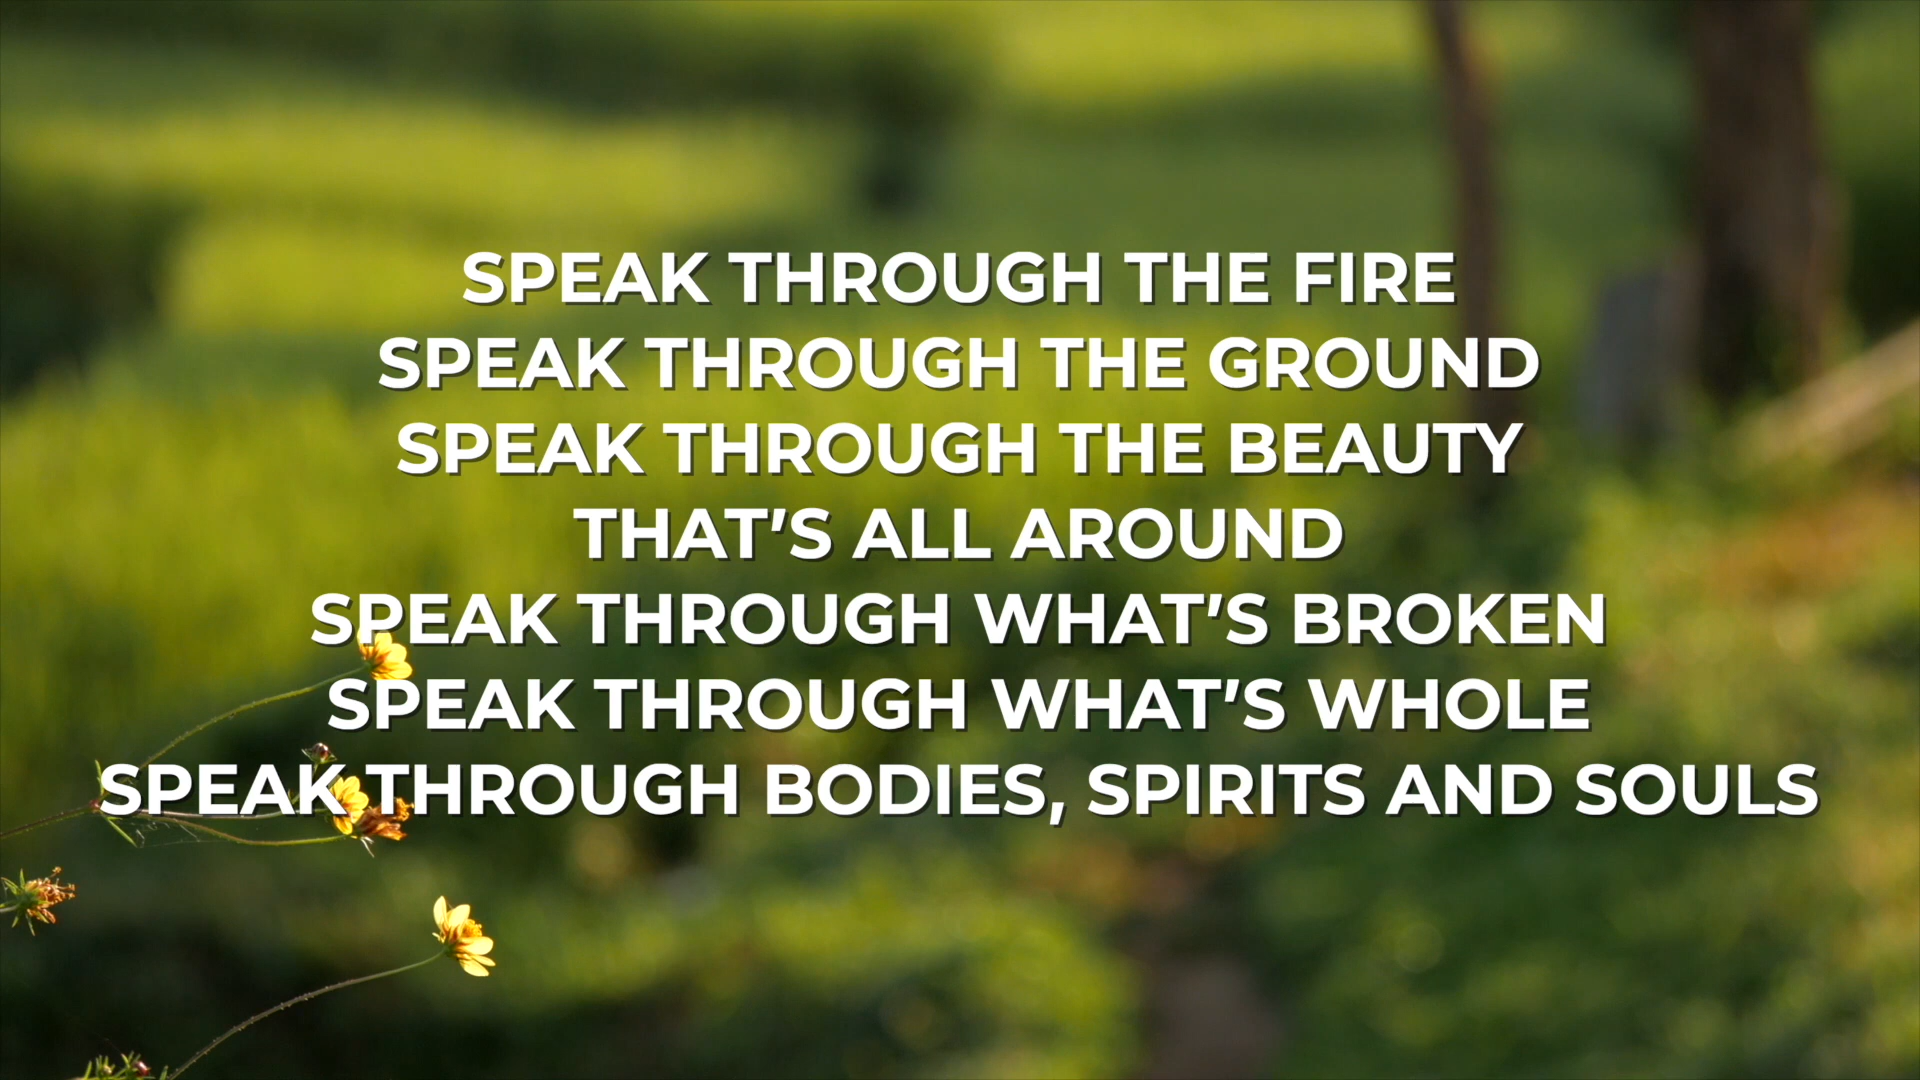 SPEAK THROUGH THE FIRE
SPEAK THROUGH THE GROUND
SPEAK THROUGH THE BEAUTY
THAT'S ALL AROUND
SPEAK THROUGH WHAT'S BROKEN
SPEAK THROUGH WHAT'S WHOLE
SPEAK THROUGH BODIES, SPIRITS AND SOULS